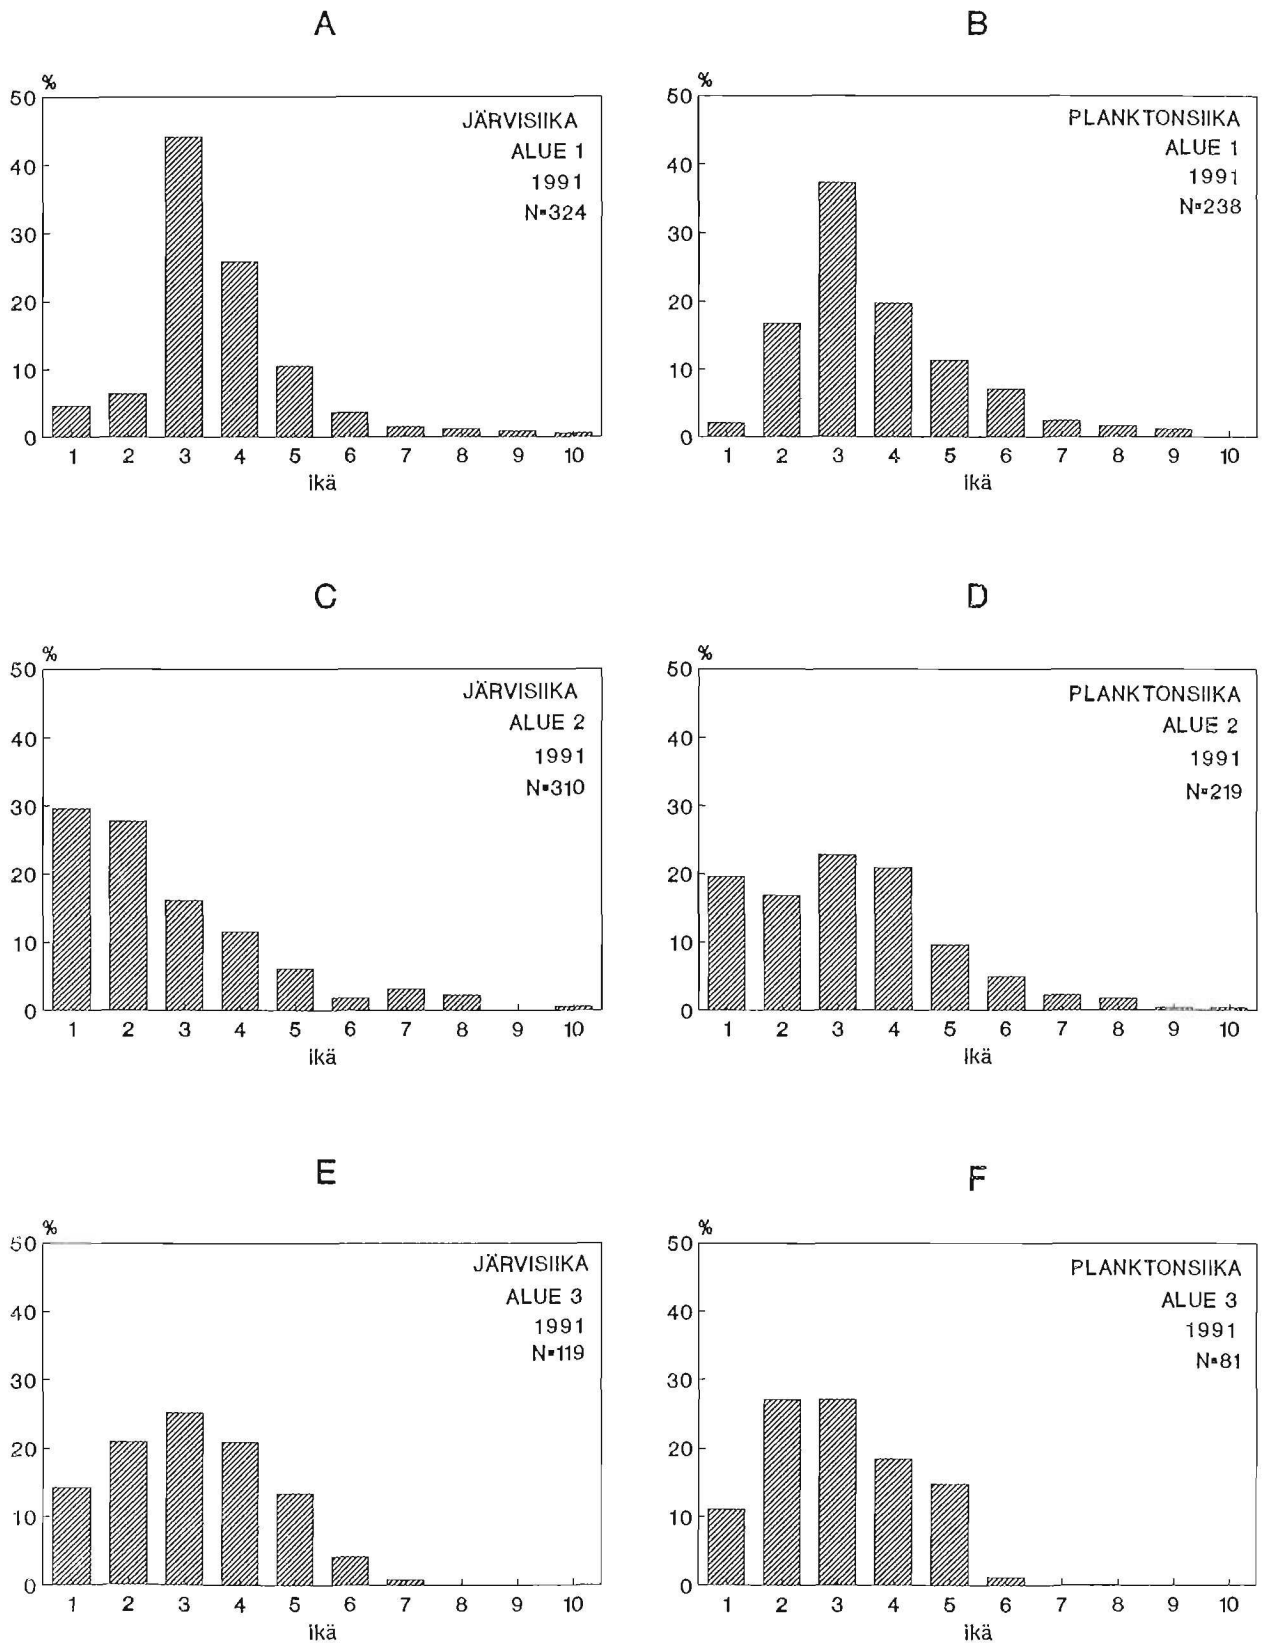 A
%
50
40
30
20
10
0
JÄRVISIIKA
ALUE 1
1991
N=324
1 2 3 4 5 6 7 8 9 10
ikä
B
%
50
40
30
20
10
0
PLANKTONSIIKA
ALUE 1
1991
N=238
1 2 3 4 5 6 7 8 9 10
ikä
C
%
50
40
30
20
10
0
JÄRVISIIKA
ALUE 2
1991
N=310
1 2 3 4 5 6 7 8 9 10
ikä
D
%
50
40
30
20
10
0
PLANKTONSIIKA
ALUE 2
1991
N=219
1 2 3 4 5 6 7 8 9 10
ikä
E
%
50
40
30
20
10
0
JÄRVISIIKA
ALUE 3
1991
N=119
1 2 3 4 5 6 7 8 9 10
ikä
F
%
50
40
30
20
10
0
PLANKTONSIIKA
ALUE 3
1991
N=81
1 2 3 4 5 6 7 8 9 10
ikä